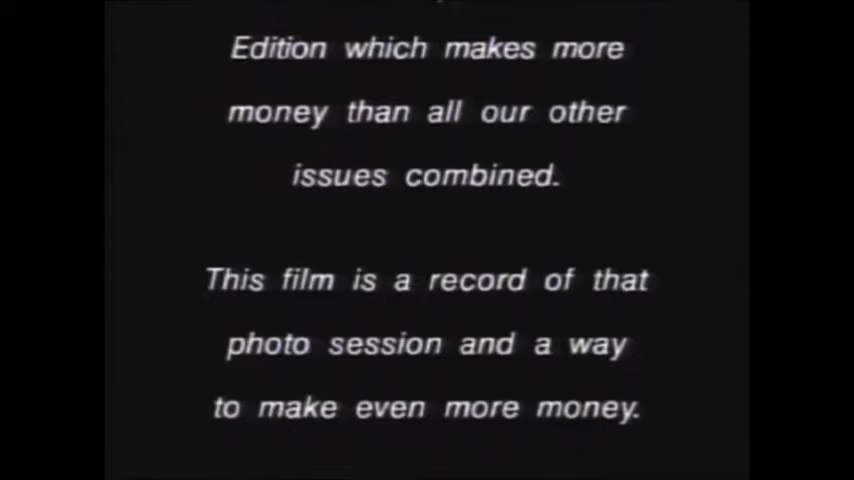 Edition which makes more
money than all our other
issues combined.
This film is a record of that
photo session and a way
to make even more money.